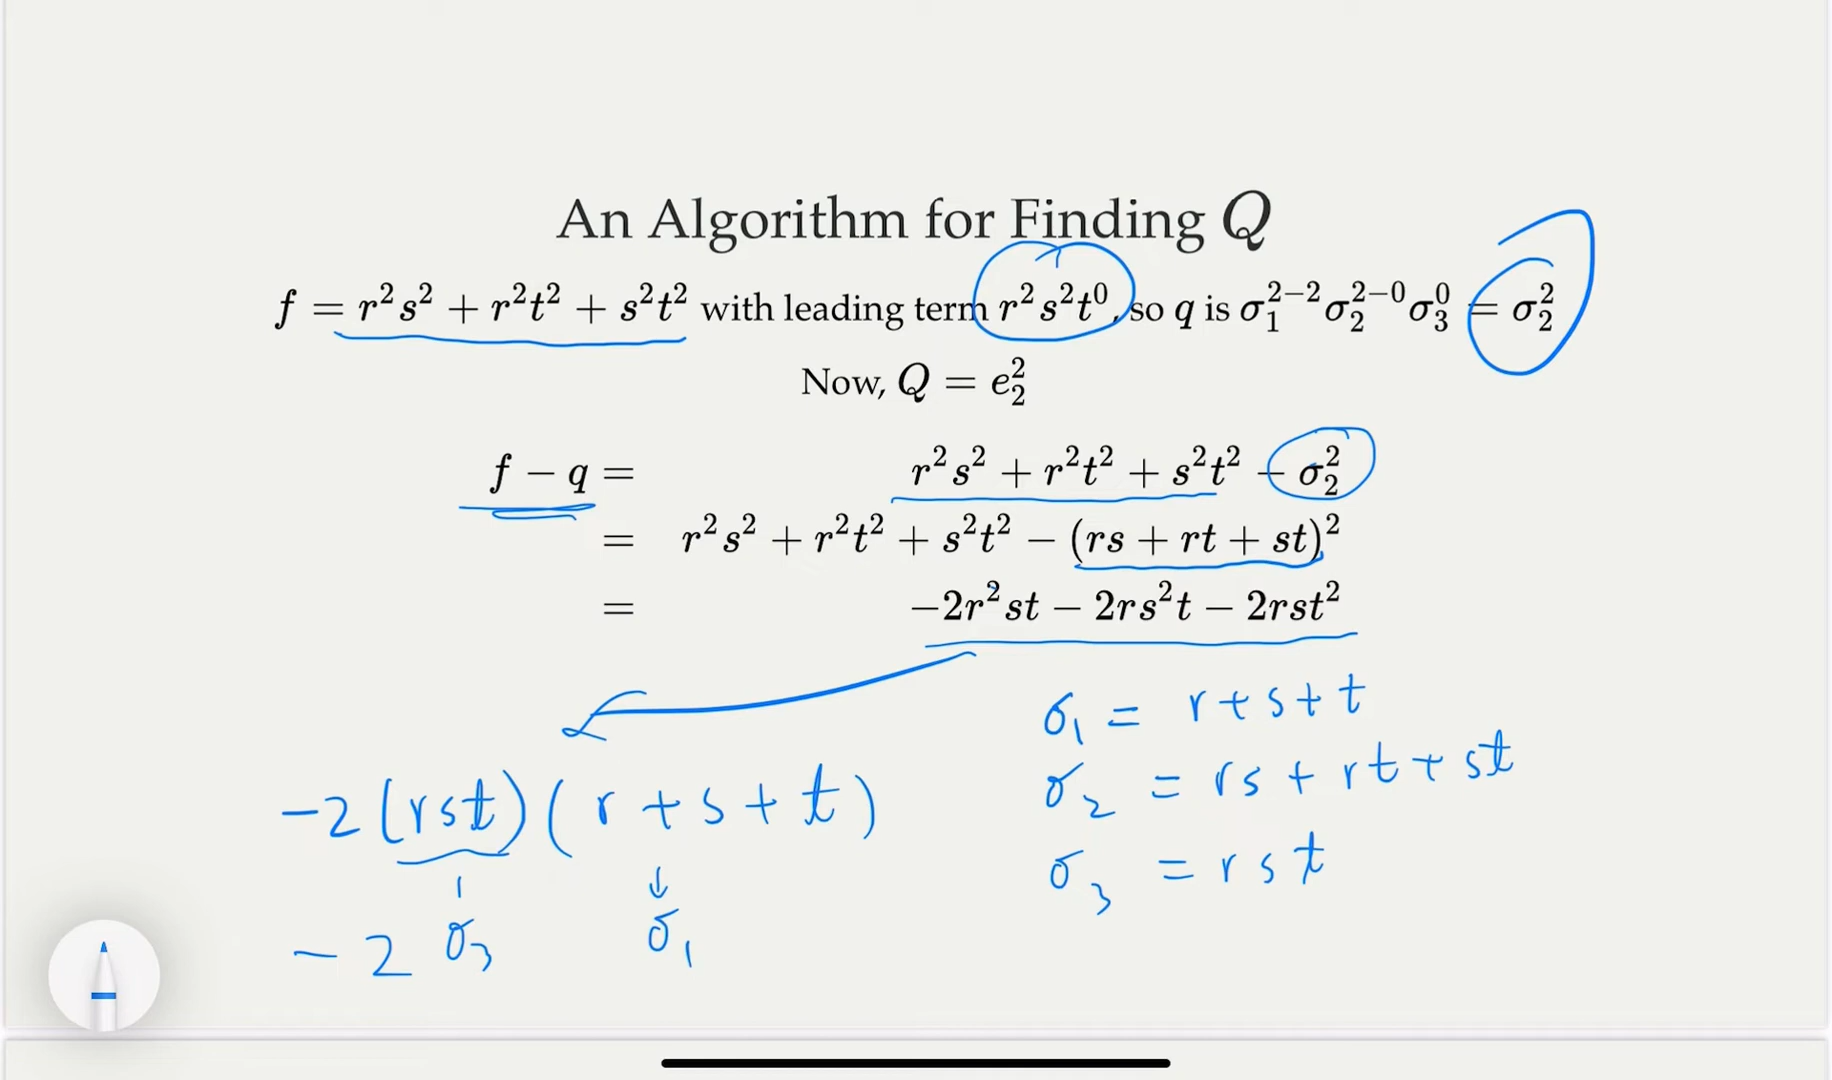 An Algorithm for Finding Q
f = r²s² + r²t² + s²t² with leading term r²s²t⁰, so q is σ₁²⁻²σ₂²⁻⁰σ₃⁰ = σ₂²
Now, Q = e₂²
f − q = r²s² + r²t² + s²t² − σ₂²
= r²s² + r²t² + s²t² − (rs + rt + st)²
= −2r²st − 2rs²t − 2rst²
σ₁ = r + s + t
σ₂ = rs + rt + st
−2 (rst) (r + s + t)
σ₃ = rst
−2 σ₃ σ₁